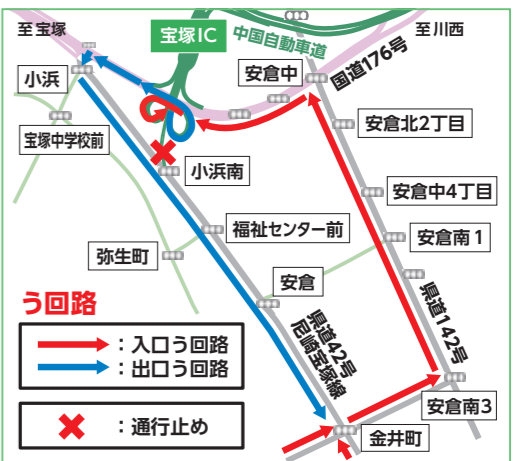 至宝塚
宝塚IC
中国自動車道
至川西
小浜
安倉中
国道176号
宝塚中学校前
安倉北2丁目
小浜南
安倉中4丁目
福祉センター前
安倉南1
弥生町
安倉
う回路
:入口う回路
:出口う回路
県道42号
尼崎宝塚線
県道142号
:通行止め
安倉南3
金井町